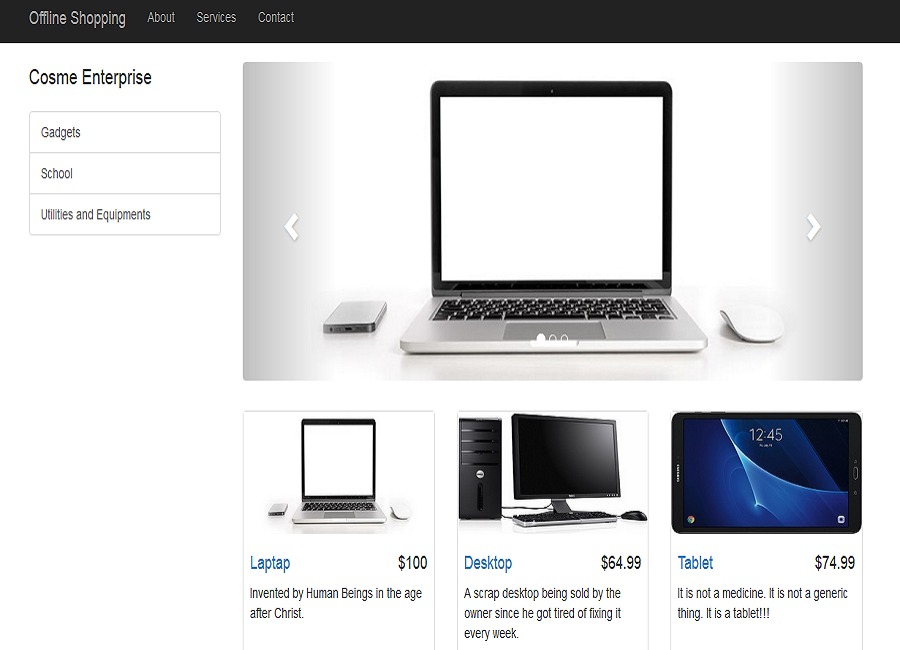 Offline Shopping About Services Contact
Cosme Enterprise
Gadgets
School
Utilities and Equipments
12:45
SAMSUNG
DELL
Laptap $100
Invented by Human Beings in the age
after Christ.
Desktop $64.99
A scrap desktop being sold by the
owner since he got tired of fixing it
every week.
Tablet $74.99
It is not a medicine. It is not a generic
thing. It is a tablet!!!